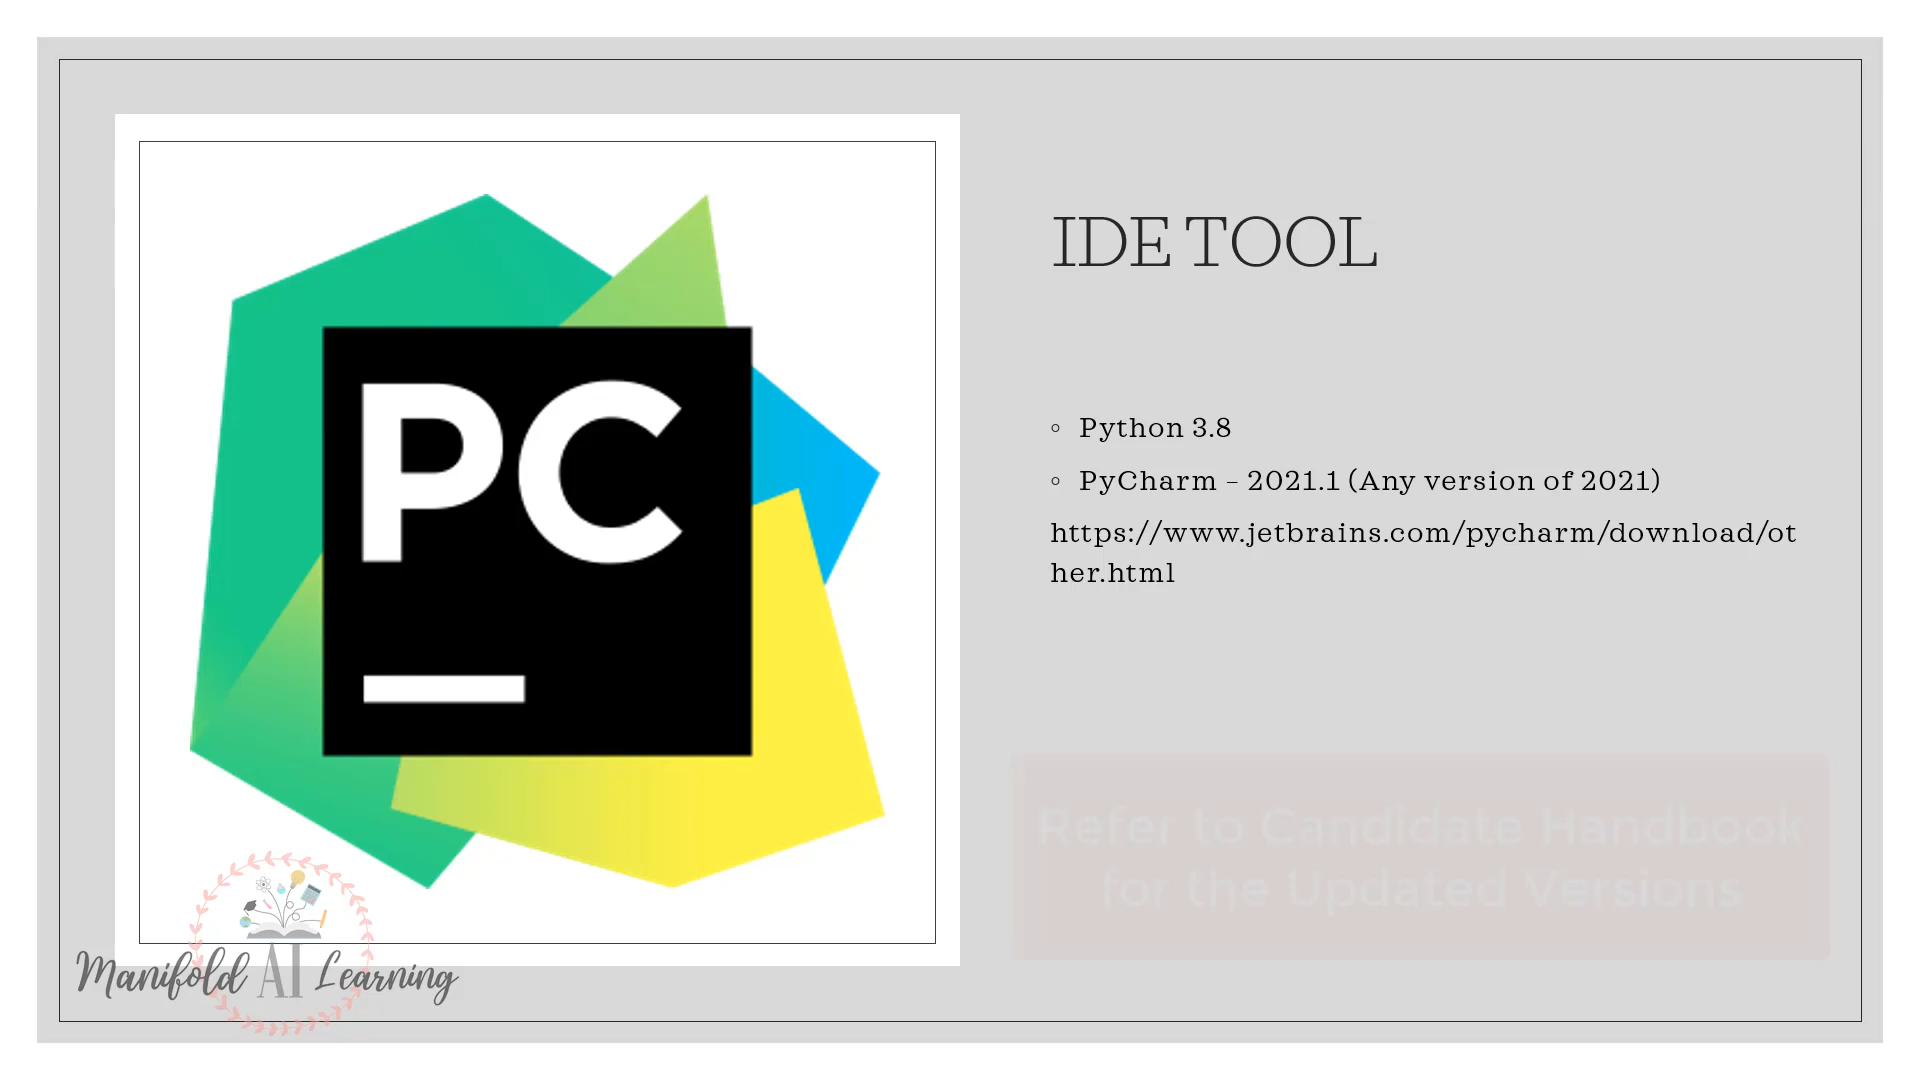 IDE TOOL
PC
◦ Python 3.8
◦ PyCharm – 2021.1 (Any version of 2021)
https://www.jetbrains.com/pycharm/download/ot
her.html
Refer to Candidate Handbook
for the Updated Versions
Manifold AI Learning